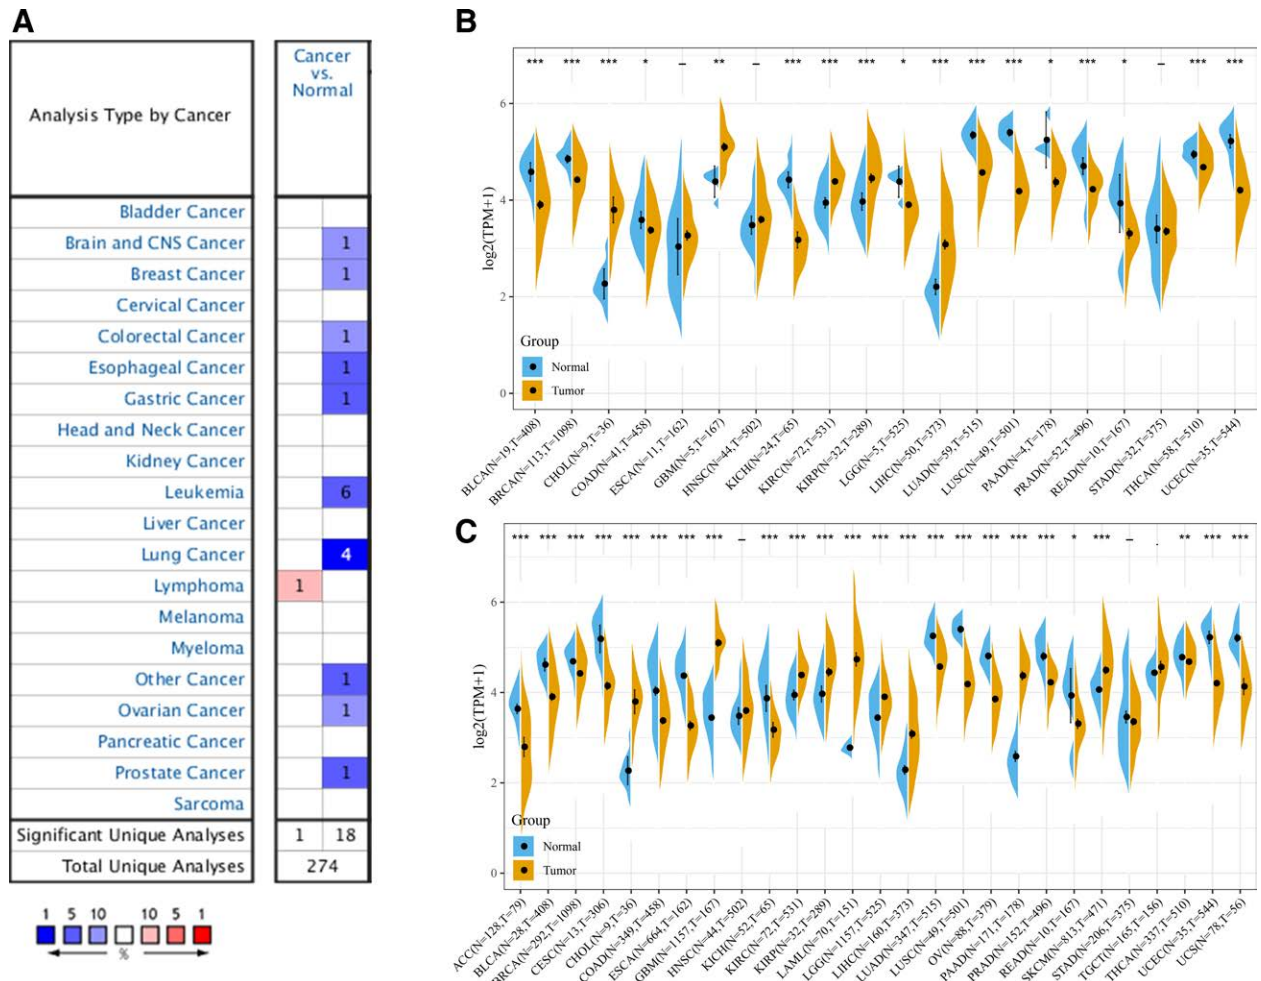 A
Analysis Type by Cancer
Cancer
vs.
Normal
Bladder Cancer
Brain and CNS Cancer 1
Breast Cancer 1
Cervical Cancer
Colorectal Cancer 1
Esophageal Cancer 1
Gastric Cancer 1
Head and Neck Cancer
Kidney Cancer
Leukemia 6
Liver Cancer
Lung Cancer 4
Lymphoma 1
Melanoma
Myeloma
Other Cancer 1
Ovarian Cancer 1
Pancreatic Cancer
Prostate Cancer 1
Sarcoma
Significant Unique Analyses 1 18
Total Unique Analyses 274
1 5 10 10 5 1
%
B
*** *** *** * – ** – *** *** *** * *** *** *** * *** * – *** ***
6
4
2
0
log2(TPM+1)
Group
Normal
Tumor
BLCA(N=19,T=408)
BRCA(N=113,T=1098)
CHOL(N=9,T=36)
COAD(N=41,T=458)
ESCA(N=11,T=162)
GBM(N=5,T=167)
HNSC(N=44,T=502)
KICH(N=24,T=65)
KIRC(N=72,T=531)
KIRP(N=32,T=289)
LGG(N=5,T=525)
LIHC(N=50,T=373)
LUAD(N=59,T=515)
LUSC(N=49,T=501)
PAAD(N=4,T=178)
PRAD(N=52,T=496)
READ(N=10,T=167)
STAD(N=32,T=375)
THCA(N=58,T=510)
UCEC(N=35,T=544)
C
*** *** *** *** *** *** *** *** – *** *** *** *** *** *** *** *** *** *** *** * *** – . ** *** ***
6
4
2
0
log2(TPM+1)
Group
Normal
Tumor
ACC(N=128,T=79)
BLCA(N=28,T=408)
BRCA(N=292,T=1098)
CESC(N=13,T=306)
CHOL(N=9,T=36)
COAD(N=349,T=458)
ESCA(N=664,T=162)
GBM(N=1157,T=167)
HNSC(N=44,T=502)
KICH(N=52,T=65)
KIRC(N=72,T=531)
KIRP(N=32,T=289)
LAML(N=70,T=151)
LGG(N=1157,T=525)
LIHC(N=160,T=373)
LUAD(N=347,T=515)
LUSC(N=49,T=501)
OV(N=88,T=379)
PAAD(N=171,T=178)
PRAD(N=152,T=496)
READ(N=10,T=167)
SKCM(N=813,T=471)
STAD(N=206,T=375)
TGCT(N=165,T=156)
THCA(N=337,T=510)
UCEC(N=35,T=544)
UCS(N=78,T=56)